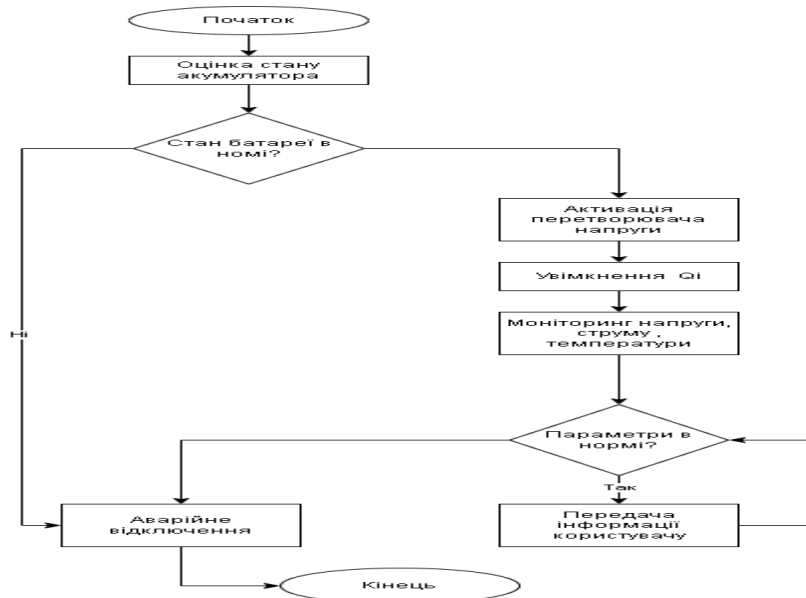 Початок
Оцінка стану
акумулятора
Стан батареї в
номі?
Активація
перетворювача
напруги
Увімкнення Qi
Моніторинг напруги,
струму ,
температури
Ні
Параметри в
нормі?
Так
Аварійне
відключення
Передача
інформації
користувачу
Кінець